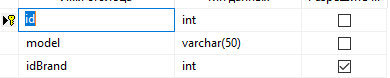 id int
model varchar(50)
idBrand int